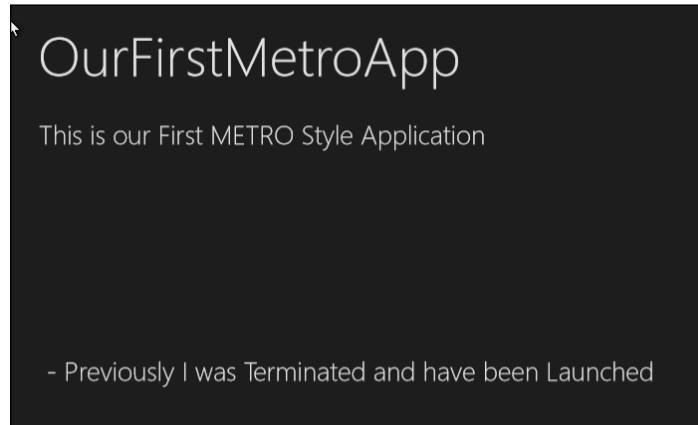 OurFirstMetroApp
This is our First METRO Style Application
- Previously I was Terminated and have been Launched